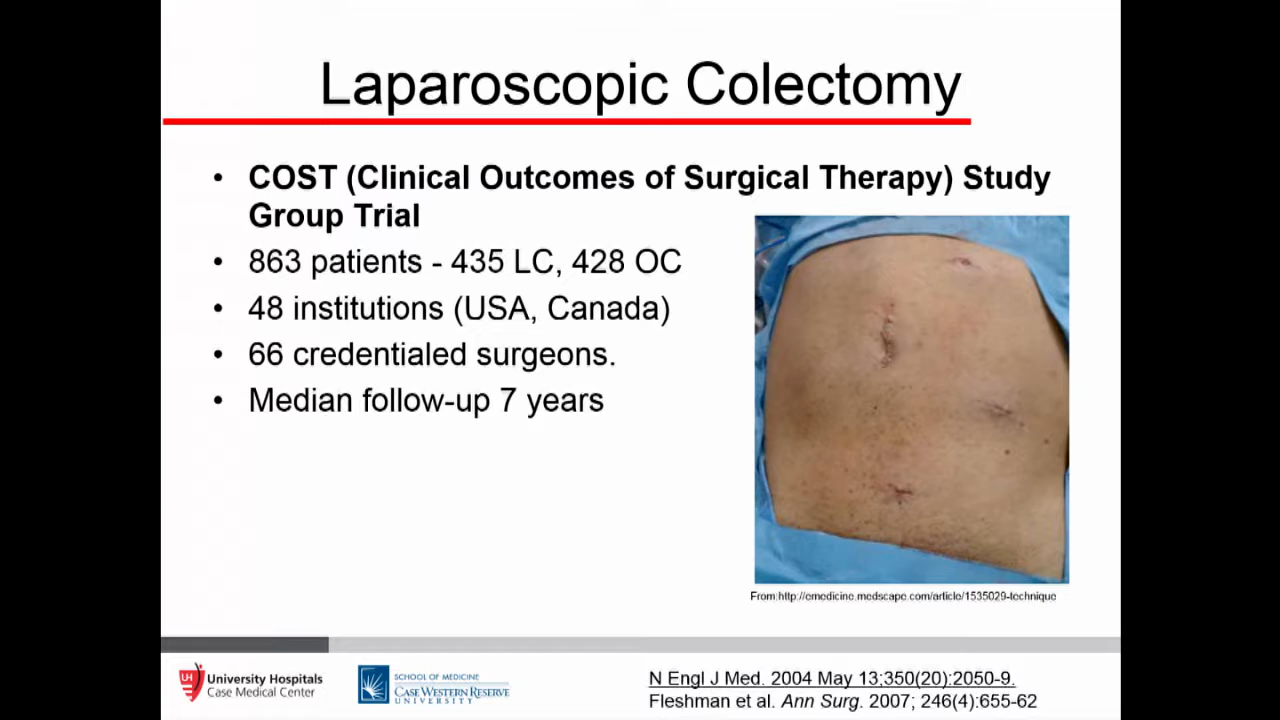 Laparoscopic Colectomy
• COST (Clinical Outcomes of Surgical Therapy) Study
Group Trial
• 863 patients - 435 LC, 428 OC
• 48 institutions (USA, Canada)
• 66 credentialed surgeons.
• Median follow-up 7 years
From:http://emedicine.medscape.com/article/1535029-technique
UH
University Hospitals
Case Medical Center
SCHOOL OF MEDICINE
CASE WESTERN RESERVE
UNIVERSITY
N Engl J Med. 2004 May 13;350(20):2050-9.
Fleshman et al. Ann Surg. 2007; 246(4):655-62